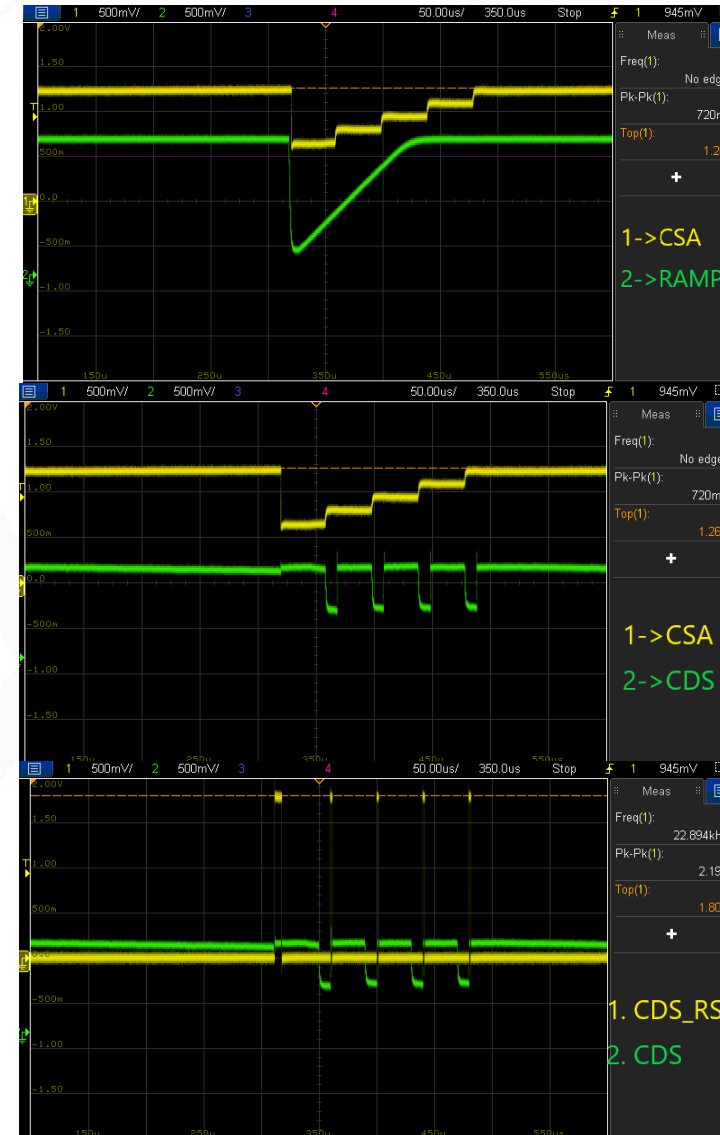 1 500mV/ 2 500mV/ 3 4 50.00us/ 350.0us Stop 1 945mV
2.00V
1.50
1.00
500m
0.0
-500m
-1.00
-1.50
150u 250u 350u 450u 550us
Meas
Freq(1):
No edg
Pk-Pk(1):
720m
Top(1):
1.2
+
1->CSA
2->RAMP
1 500mV/ 2 500mV/ 3 4 50.00us/ 350.0us Stop 1 945mV
2.00V
1.50
1.00
500m
0.0
-500m
-1.00
-1.50
Meas
Freq(1):
No edge
Pk-Pk(1):
720m
Top(1):
1.26
+
1->CSA
2->CDS
1 500mV/ 2 500mV/ 3 4 50.00us/ 350.0us Stop 1 945mV
2.00V
1.50
1.00
500m
-500m
-1.00
-1.50
150u 250u 350u 450u 550us
Meas
Freq(1):
22.894kH
Pk-Pk(1):
2.19
Top(1):
1.80
+
1. CDS_RS
2. CDS